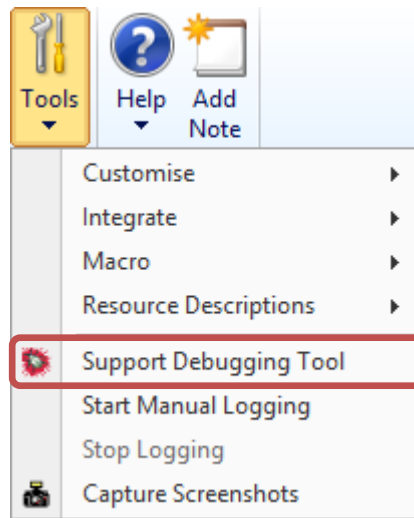 Tools
Help
Add
Note
Customise
Integrate
Macro
Resource Descriptions
Support Debugging Tool
Start Manual Logging
Stop Logging
Capture Screenshots